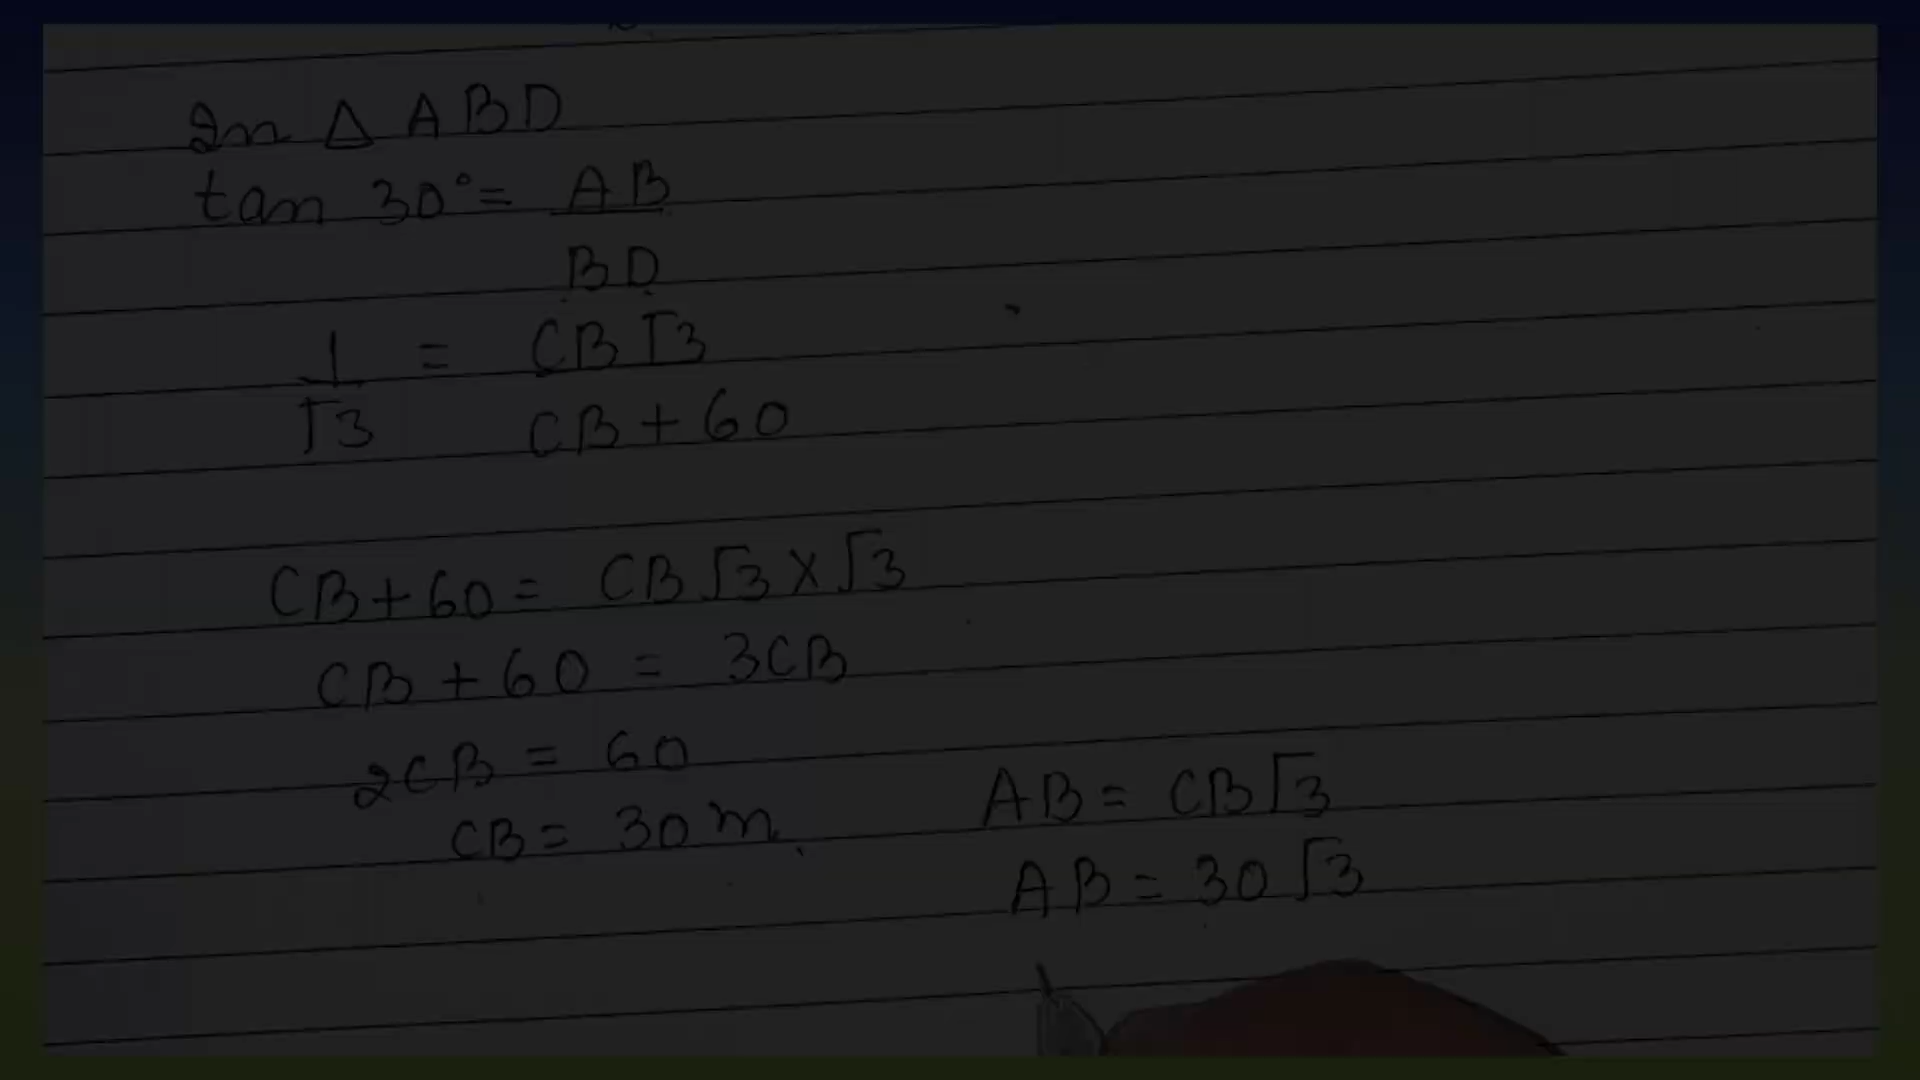 In Δ ABD
tan 30° = AB
BD
1 = CB√3
√3 CB + 60
CB + 60 = CB√3 × √3
CB + 60 = 3CB
2CB = 60
CB = 30 m
AB = CB√3
AB = 30√3